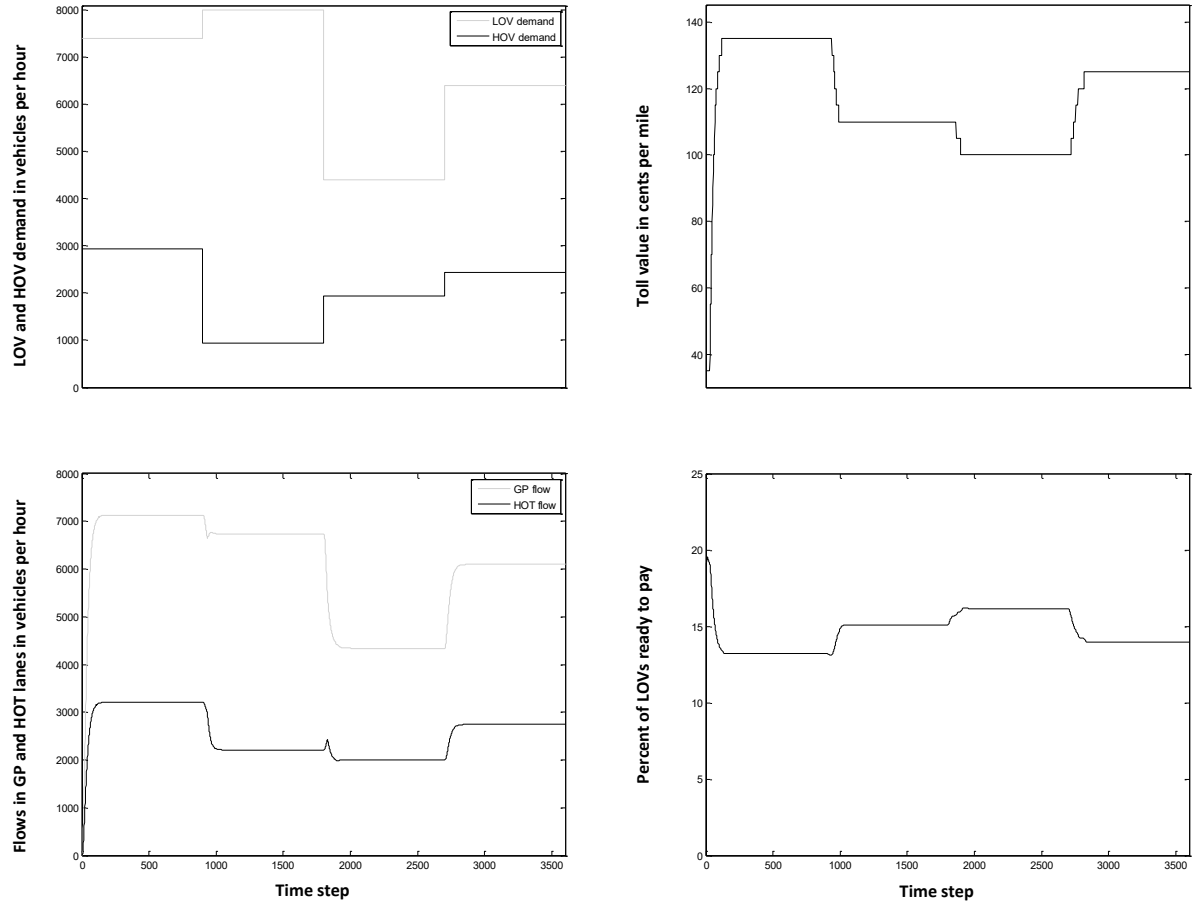 LOV and HOV demand in vehicles per hour
8000
7000
6000
5000
4000
3000
2000
1000
0
LOV demand
HOV demand
Toll value in cents per mile
140
120
100
80
60
40
Flows in GP and HOT lanes in vehicles per hour
8000
7000
6000
5000
4000
3000
2000
1000
0
GP flow
HOT flow
0 500 1000 1500 2000 2500 3000 3500
Time step
Percent of LOVs ready to pay
25
20
15
10
5
0
0 500 1000 1500 2000 2500 3000 3500
Time step